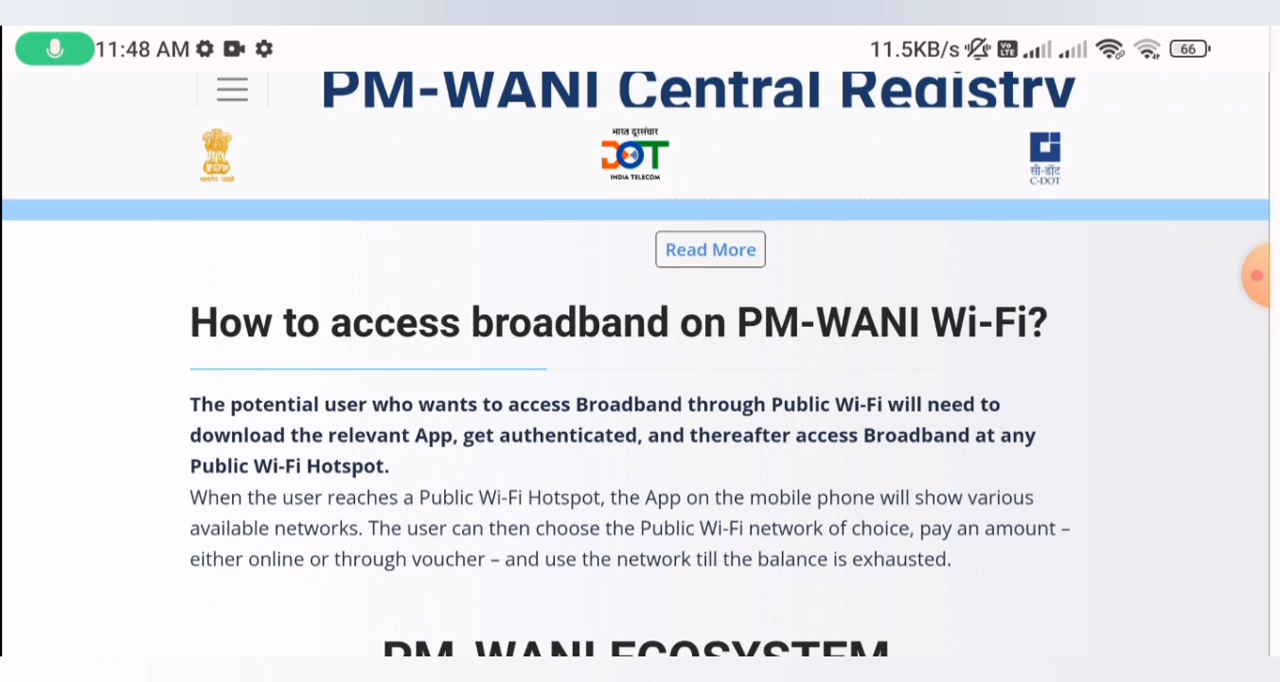 11:48 AM
11.5KB/s
Vo
LTE
66
PM-WANI Central Registry
सत्यमेव जयते
भारत दूरसंचार
DOT
INDIA TELECOM
सी-डॉट
C-DOT
Read More
How to access broadband on PM-WANI Wi-Fi?
The potential user who wants to access Broadband through Public Wi-Fi will need to
download the relevant App, get authenticated, and thereafter access Broadband at any
Public Wi-Fi Hotspot.
When the user reaches a Public Wi-Fi Hotspot, the App on the mobile phone will show various
available networks. The user can then choose the Public Wi-Fi network of choice, pay an amount –
either online or through voucher – and use the network till the balance is exhausted.
PM-WANI ECOSYSTEM